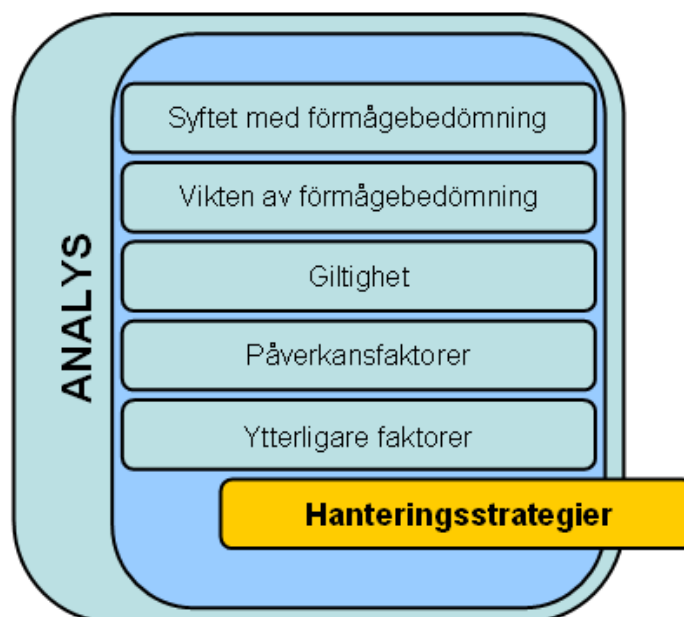 ANALYS
Syftet med förmågebedömning
Vikten av förmågebedömning
Giltighet
Påverkansfaktorer
Ytterligare faktorer
Hanteringsstrategier